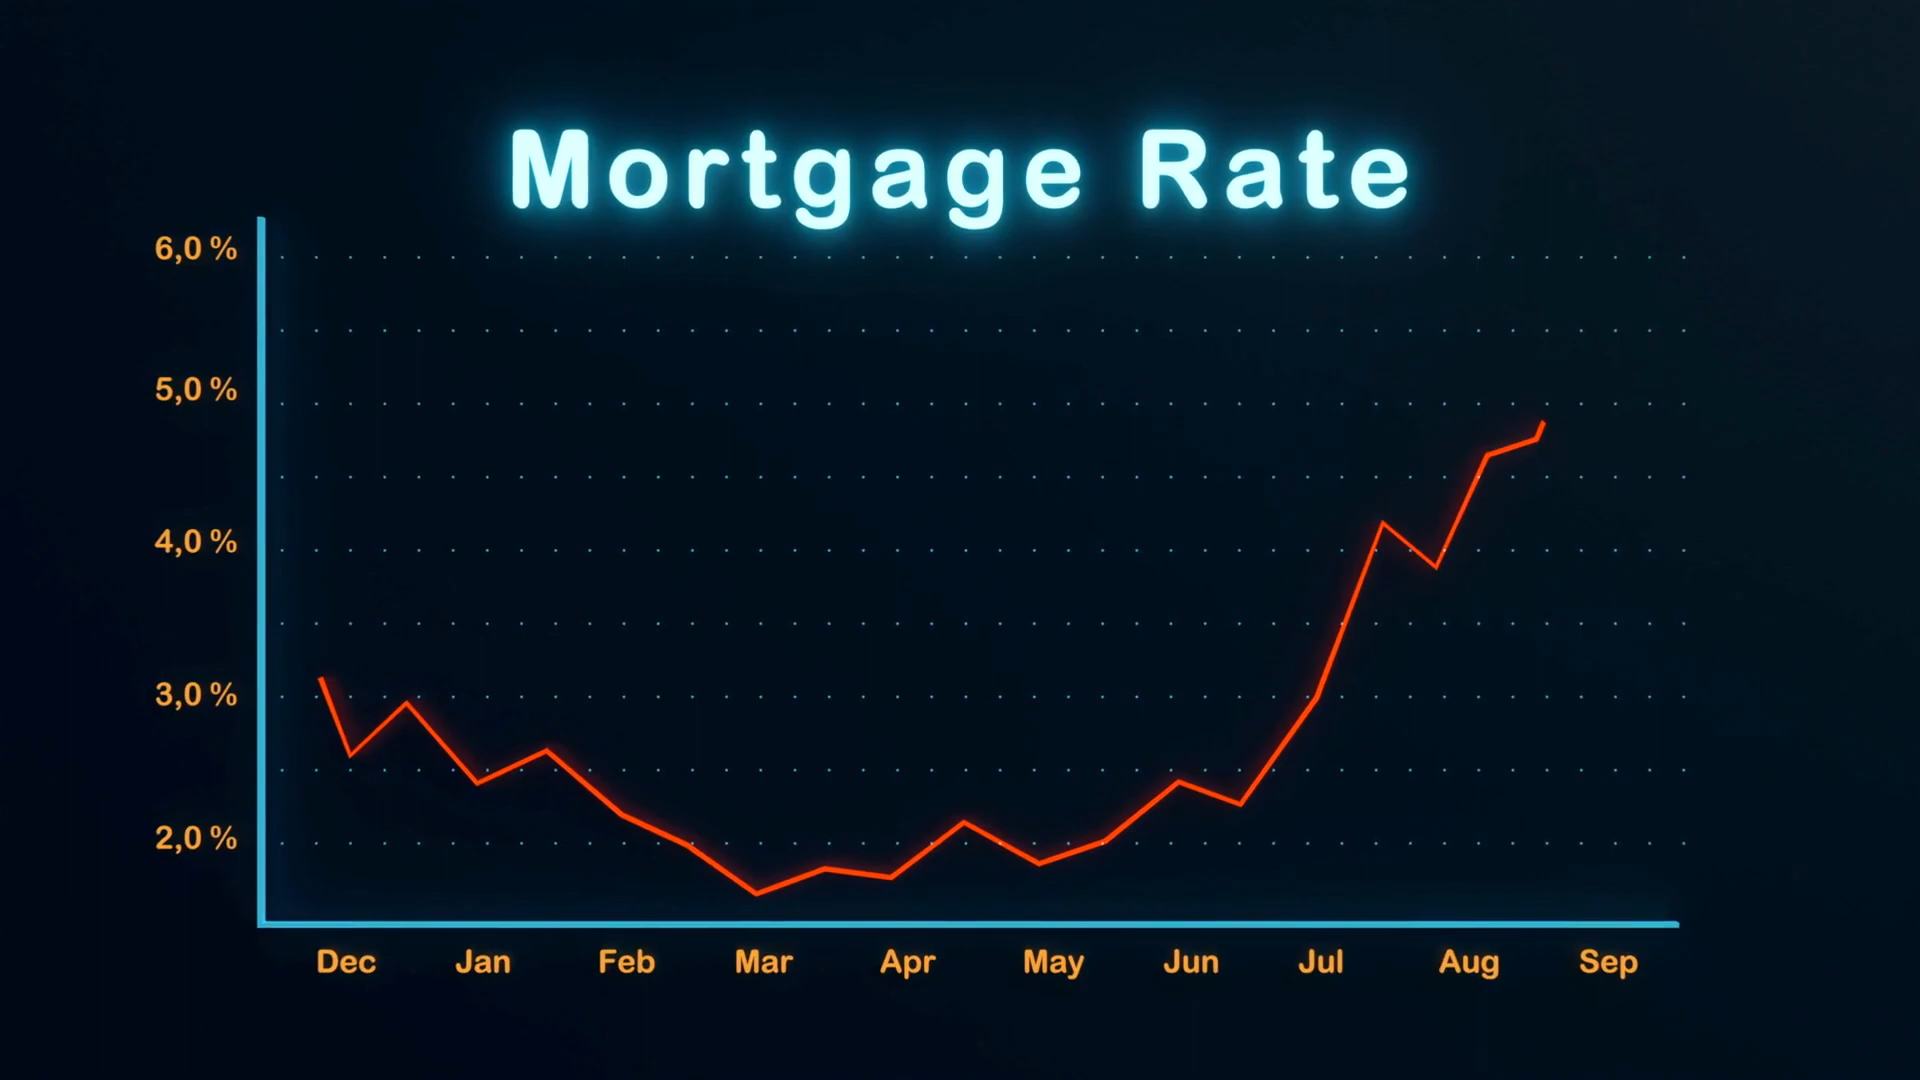 Mortgage Rate
6,0 %
5,0 %
4,0 %
3,0 %
2,0 %
Dec Jan Feb Mar Apr May Jun Jul Aug Sep